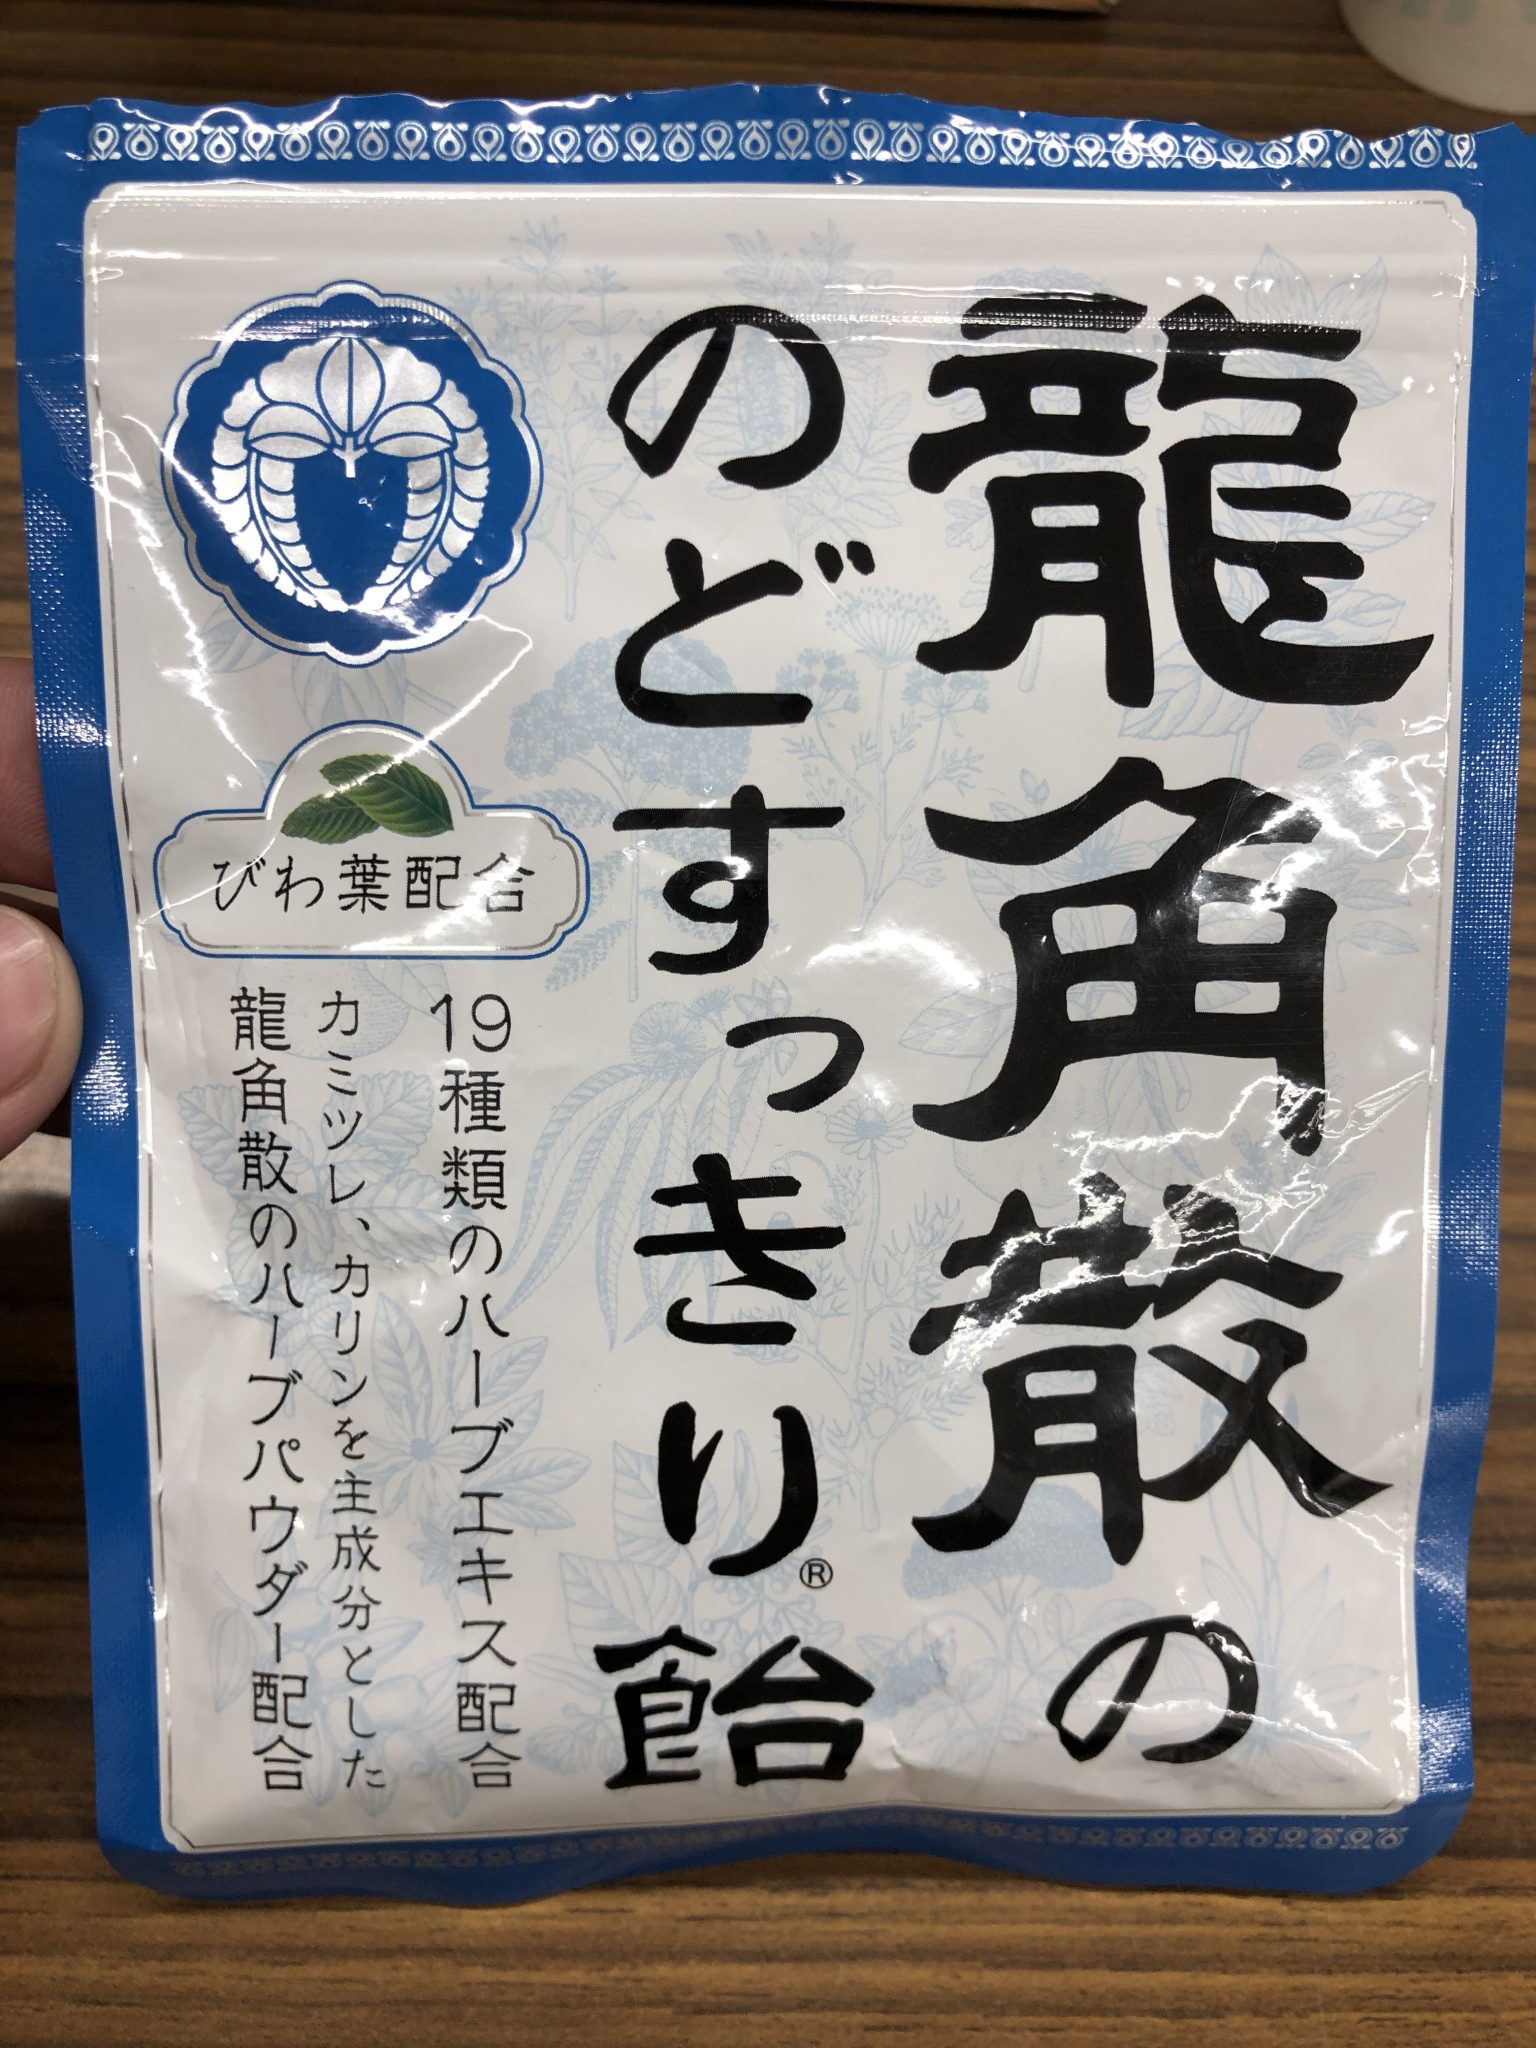 龍角散の
のどすっきり®飴
びわ葉配合
19種類のハーブエキス配合
カミツレ、カリンを主成分とした
龍角散のハーブパウダー配合